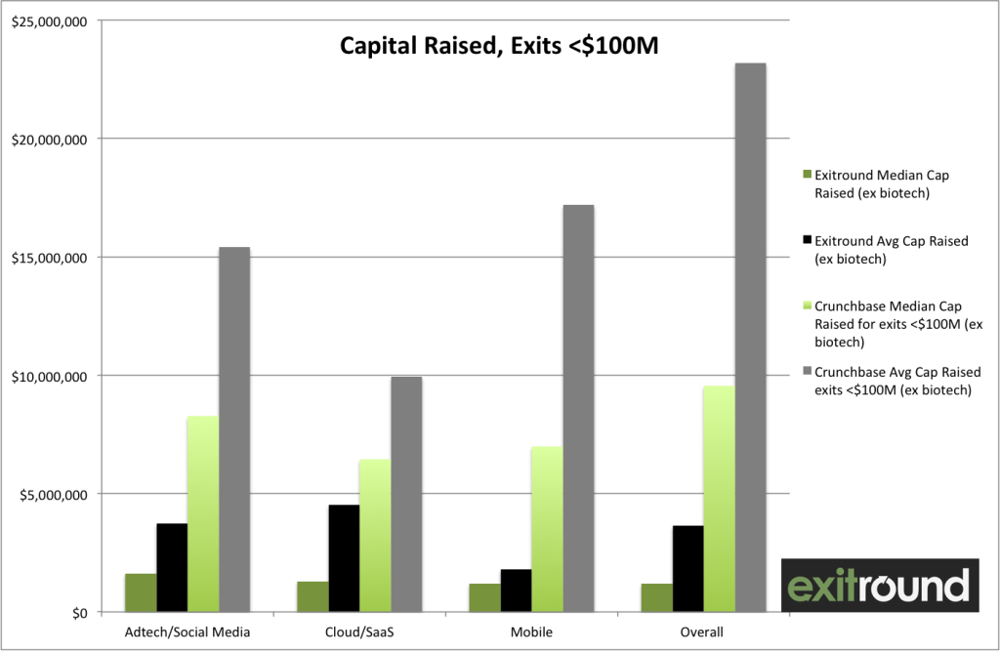 Capital Raised, Exits <$100M
$25,000,000
$20,000,000
$15,000,000
$10,000,000
$5,000,000
$0
Adtech/Social Media
Cloud/SaaS
Mobile
Overall
Exitround Median Cap
Raised (ex biotech)
Exitround Avg Cap Raised
(ex biotech)
Crunchbase Median Cap
Raised for exits <$100M (ex
biotech)
Crunchbase Avg Cap Raised
exits <$100M (ex biotech)
exitround